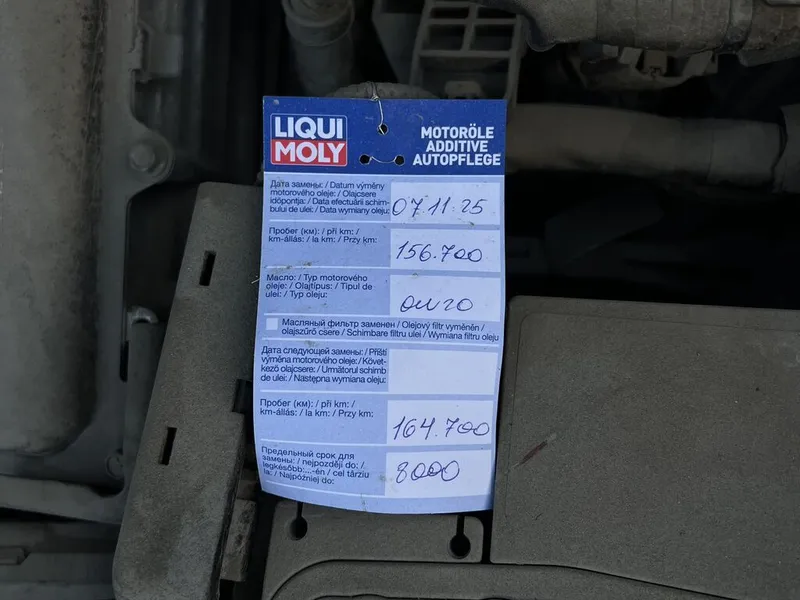 LIQUI
MOLY
MOTORÖLE
ADDITIVE
AUTOPFLEGE
Дата замены: / Datum výměny
motorového oleje: / Olajcsere
időpontja: / Data efectuării schim-
bului de ulei: / Data wymiany oleju:
07.11.25
Пробег (км): / při km: /
km-állás: / la km: / Przy km:
156.700
Масло: / Typ motorového
oleje: / Olajtípus: / Tipul de
ulei: / Typ oleju:
0W20
Масляный фильтр заменен / Olejový filtr vyměněn /
olajszűrő csere / Schimbare filtru ulei / Wymiana filtru oleju
Дата следующей замены: / Příští
výměna motorového oleje: / Követ-
kező olajcsere: / Următorul schimb
de ulei: / Następna wymiana oleju:
Пробег (км): / při km: /
km-állás: / la km: / Przy km:
164.700
Предельный срок для
замены: / nejpozději do: /
legkésőbb:...-én / cel târziu
la: / Najpóźniej do:
8000